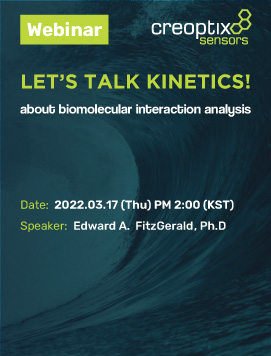 Webinar
creoptix
sensors
LET'S TALK KINETICS!
about biomolecular interaction analysis
Date: 2022.03.17 (Thu) PM 2:00 (KST)
Speaker: Edward A. FitzGerald, Ph.D